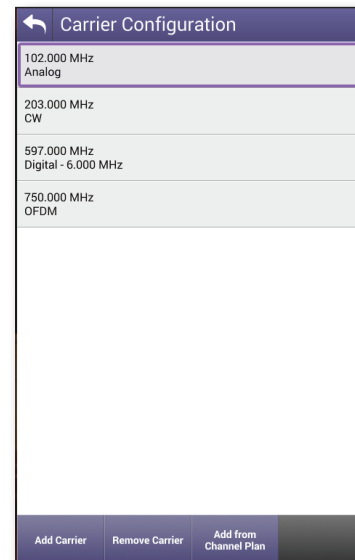 Carrier Configuration
102.000 MHz
Analog
203.000 MHz
CW
597.000 MHz
Digital - 6.000 MHz
750.000 MHz
OFDM
Add Carrier
Remove Carrier
Add from
Channel Plan